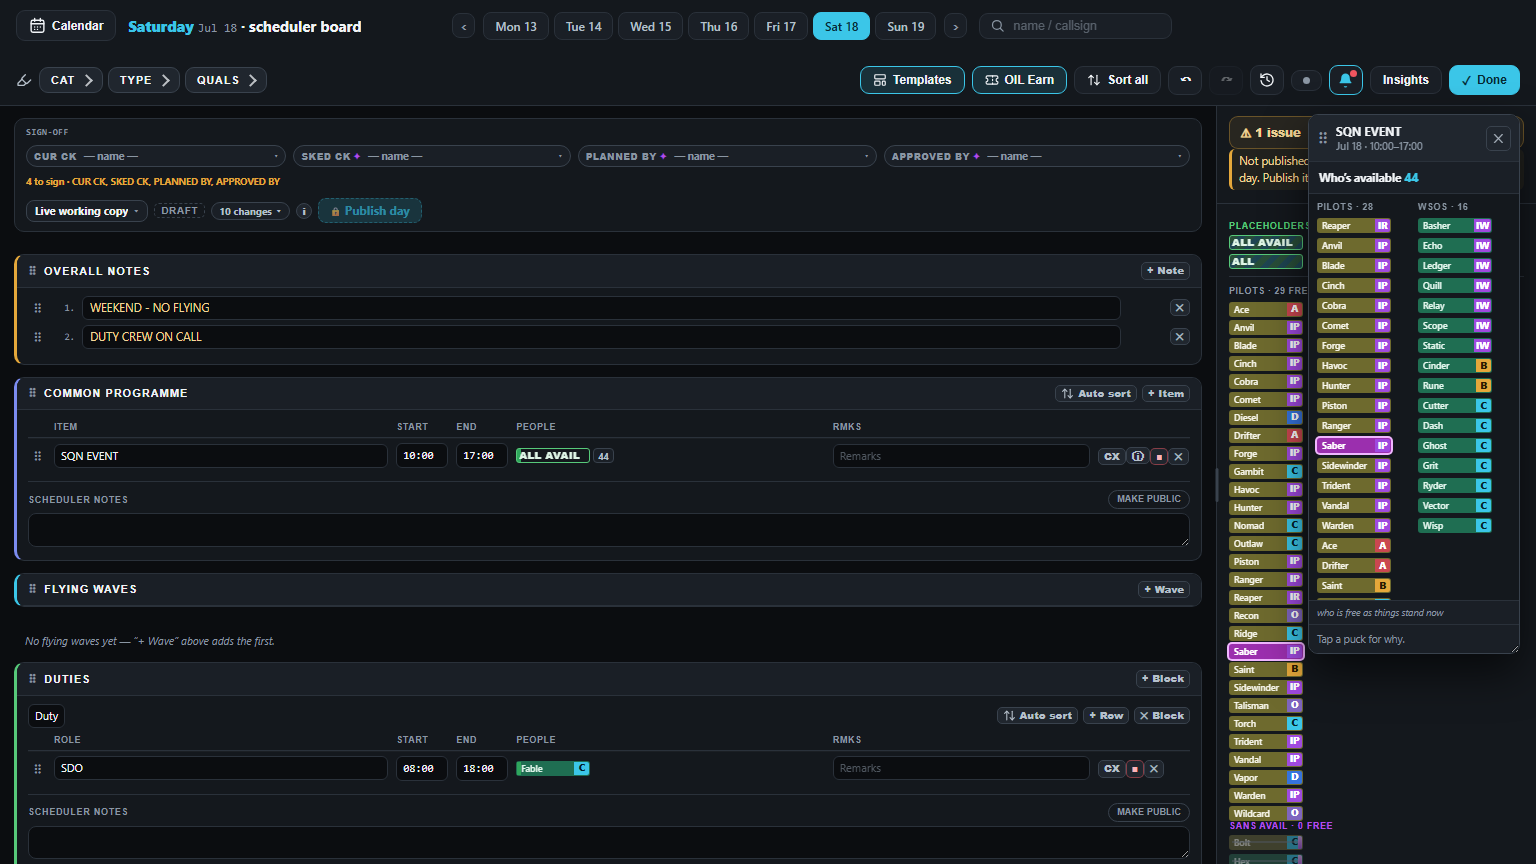 Calendar
Saturday Jul 18 · scheduler board
Mon 13
Tue 14
Wed 15
Thu 16
Fri 17
Sat 18
Sun 19
name / callsign
CAT
TYPE
QUALS
Templates
OIL Earn
Sort all
Insights
✓ Done
SIGN-OFF
CUR CK — name —
SKED CK ✦ — name —
PLANNED BY ✦ — name —
APPROVED BY ✦ — name —
4 to sign · CUR CK, SKED CK, PLANNED BY, APPROVED BY
Live working copy
DRAFT
10 changes
i
Publish day
OVERALL NOTES
+ Note
1. WEEKEND - NO FLYING
2. DUTY CREW ON CALL
COMMON PROGRAMME
Auto sort
+ Item
ITEM START END PEOPLE RMKS
SQN EVENT 10:00 17:00 ALL AVAIL 44 Remarks CX
SCHEDULER NOTES
MAKE PUBLIC
FLYING WAVES
+ Wave
No flying waves yet — "+ Wave" above adds the first.
DUTIES
+ Block
Duty
Auto sort
+ Row
✕ Block
ROLE START END PEOPLE RMKS
SDO 08:00 18:00 Fable C Remarks CX
SCHEDULER NOTES
MAKE PUBLIC
⚠ 1 issue
Not published
day. Publish it
PLACEHOLDERS
ALL AVAIL
ALL
PILOTS · 29 FREE
Ace A
Anvil IP
Blade IP
Cinch IP
Cobra IP
Comet IP
Diesel D
Drifter A
Forge IP
Gambit C
Havoc IP
Hunter IP
Nomad C
Outlaw C
Piston IP
Ranger IP
Reaper IR
Recon O
Ridge C
Saber IP
Saint B
Sidewinder IP
Talisman O
Torch C
Trident IP
Vandal IP
Vapor D
Warden IP
Wildcard O
SANS AVAIL · 0 FREE
Bolt C
Hex C
SQN EVENT
Jul 18 · 10:00–17:00
Who's available 44
PILOTS · 28
Reaper IR
Anvil IP
Blade IP
Cinch IP
Cobra IP
Comet IP
Forge IP
Havoc IP
Hunter IP
Piston IP
Ranger IP
Saber IP
Sidewinder IP
Trident IP
Vandal IP
Warden IP
Ace A
Drifter A
Saint B
WSOS · 16
Basher IW
Echo IW
Ledger IW
Quill IW
Relay IW
Scope IW
Static IW
Cinder B
Rune B
Cutter C
Dash C
Ghost C
Grit C
Ryder C
Vector C
Wisp C
who is free as things stand now
Tap a puck for why.